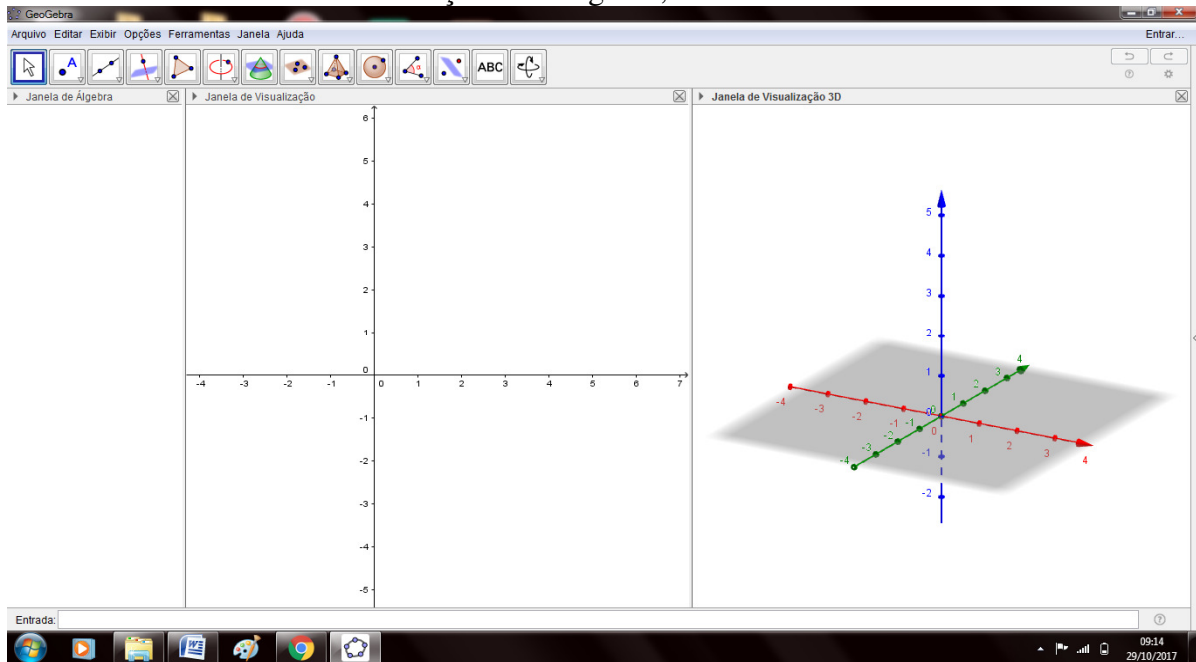 GeoGebra
Arquivo Editar Exibir Opções Ferramentas Janela Ajuda
Entrar...
A
α
ABC
Janela de Álgebra
Janela de Visualização
Janela de Visualização 3D
6
5
4
3
2
1
0
-4 -3 -2 -1 0 1 2 3 4 5 6 7
-1
-2
-3
-4
-5
5
4
3
2
1
0
-1
-2
-4 -3 -2 -1 0 1 2 3 4
-4 -3 -2 -1 0 1 2 3 4
Entrada:
09:14
29/10/2017